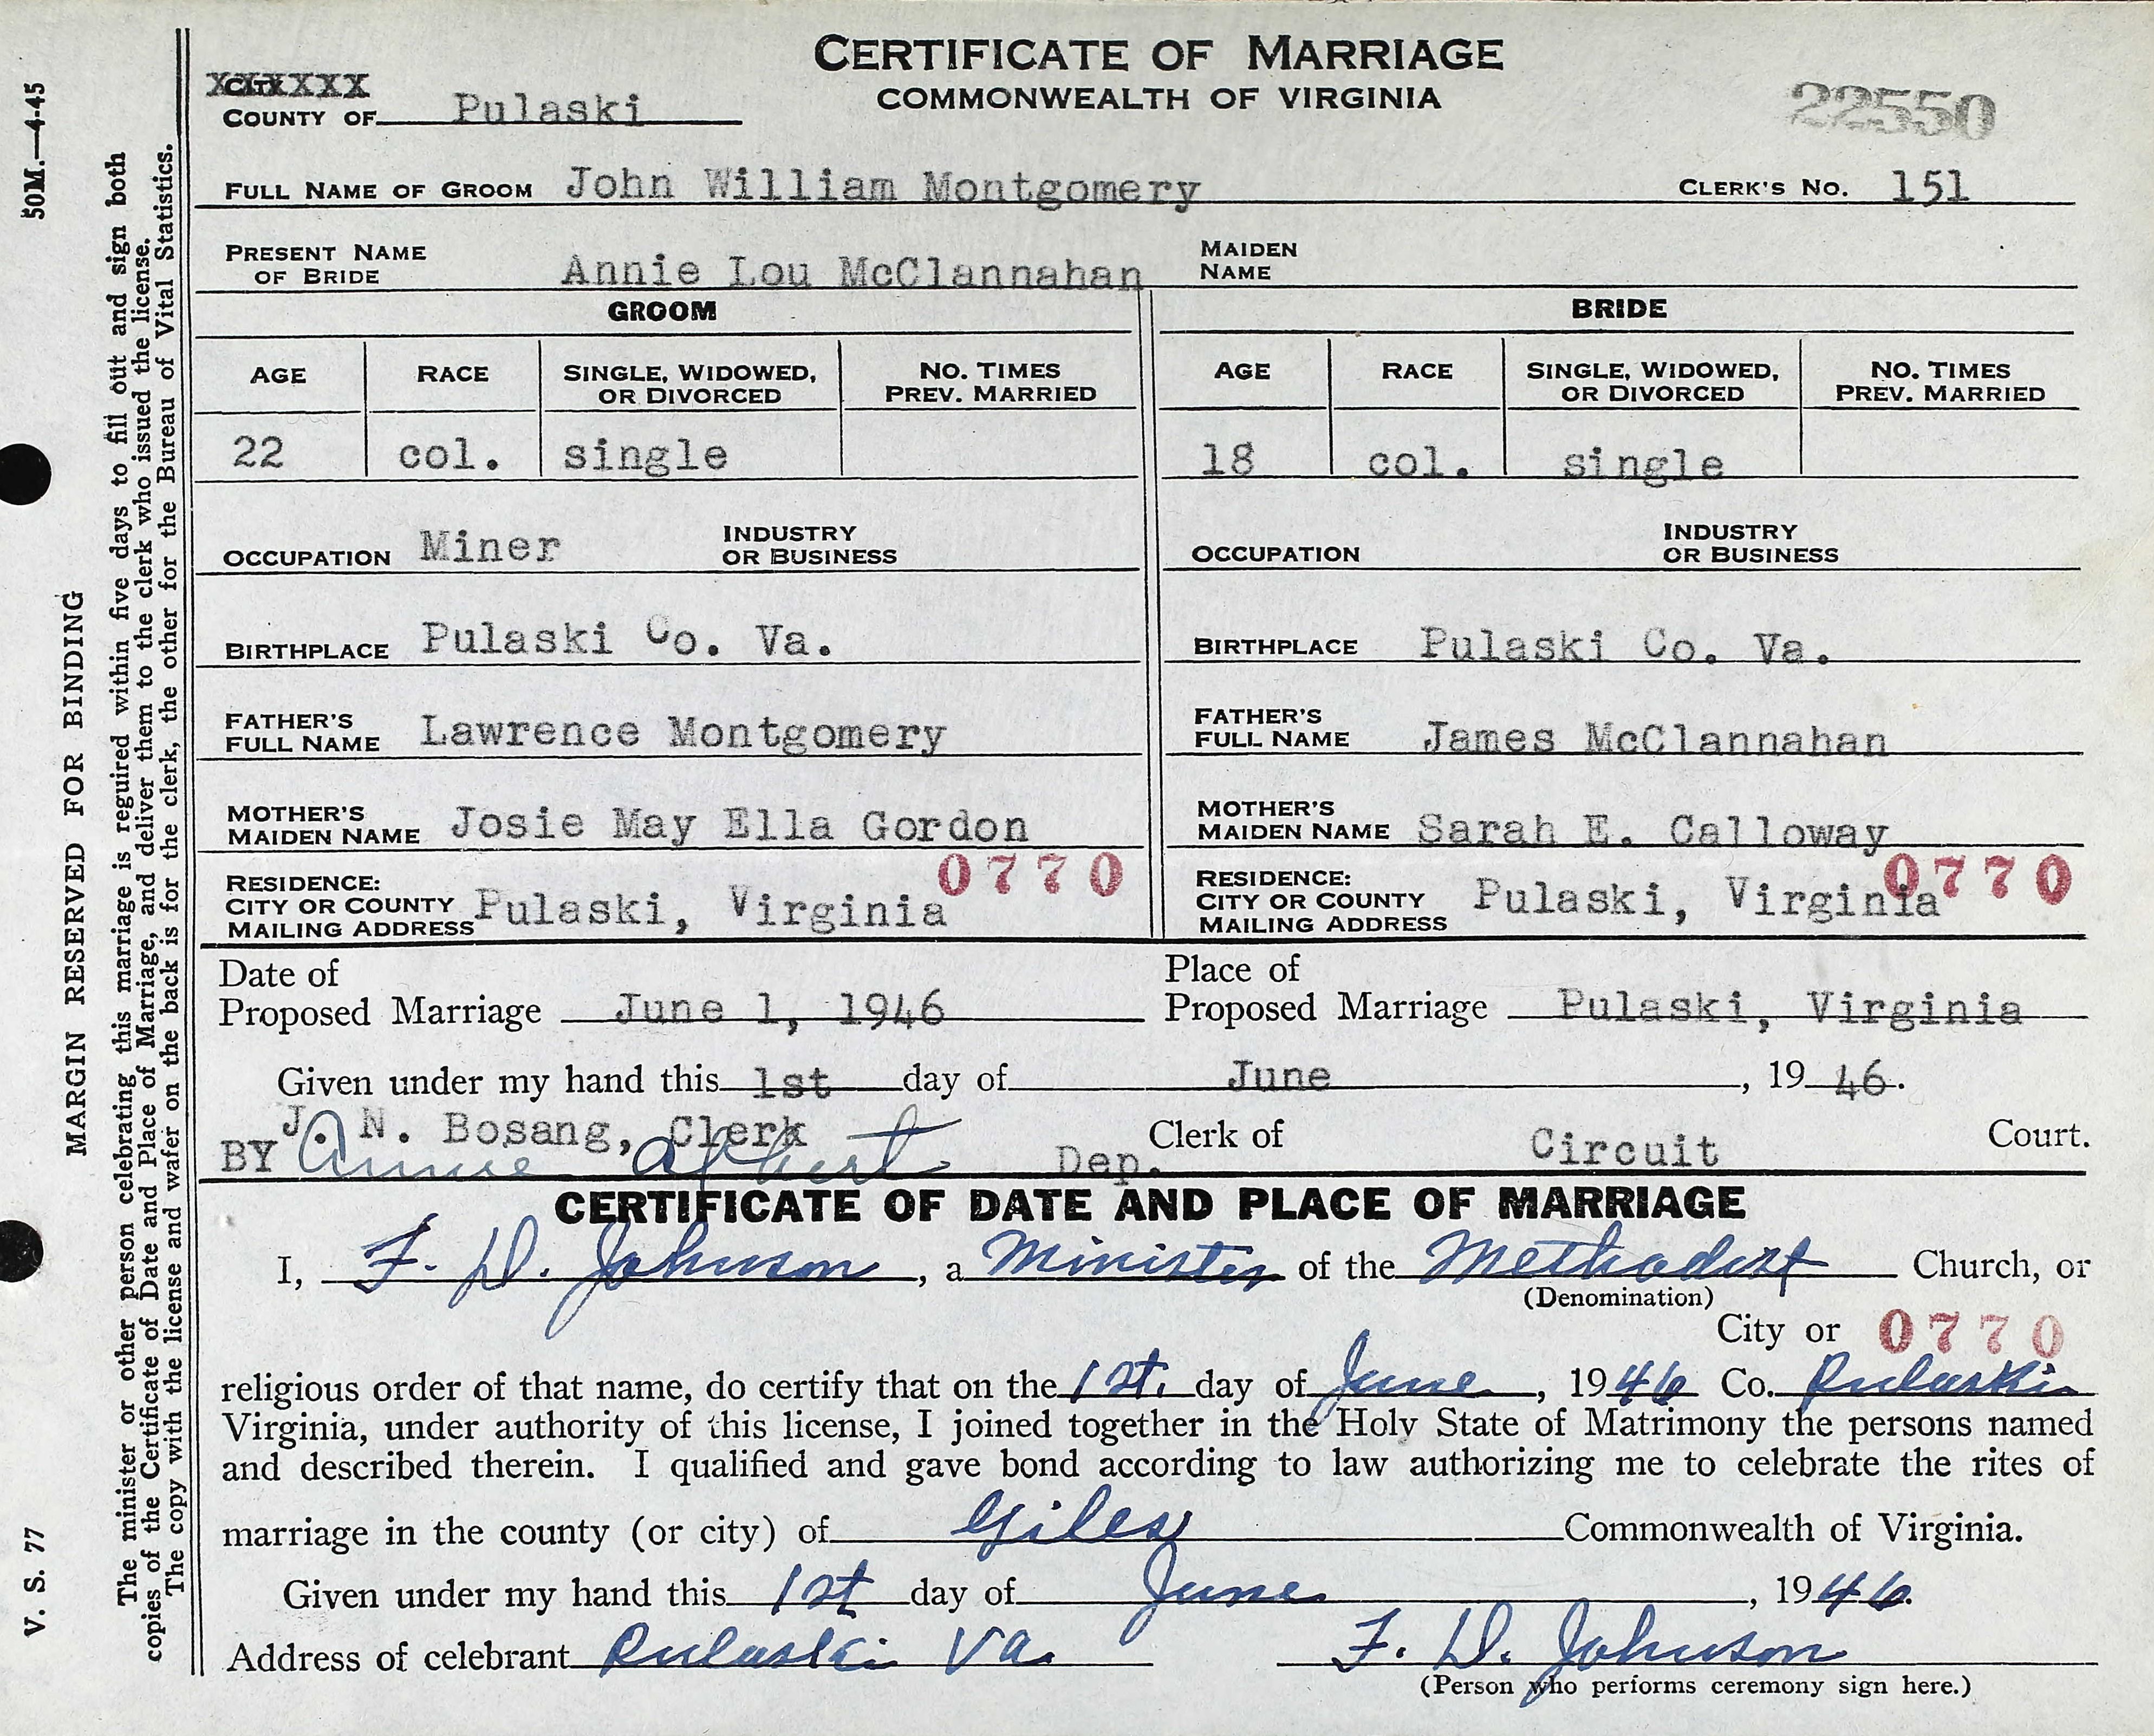 CERTIFICATE OF MARRIAGE
COMMONWEALTH OF VIRGINIA
XXXXXX
CITY
COUNTY OF Pulaski
22550
FULL NAME OF GROOM John William Montgomery CLERK'S NO. 151
PRESENT NAME OF BRIDE Annie Lou McClannahan MAIDEN NAME
GROOM BRIDE
AGE RACE SINGLE, WIDOWED, OR DIVORCED NO. TIMES PREV. MARRIED AGE RACE SINGLE, WIDOWED, OR DIVORCED NO. TIMES PREV. MARRIED
22 col. single 18 col. single
OCCUPATION Miner INDUSTRY OR BUSINESS OCCUPATION INDUSTRY OR BUSINESS
BIRTHPLACE Pulaski Co. Va. BIRTHPLACE Pulaski Co. Va.
FATHER'S FULL NAME Lawrence Montgomery FATHER'S FULL NAME James McClannahan
MOTHER'S MAIDEN NAME Josie May Ella Gordon MOTHER'S MAIDEN NAME Sarah E. Calloway
0770 0770
RESIDENCE: CITY OR COUNTY MAILING ADDRESS Pulaski, Virginia RESIDENCE: CITY OR COUNTY MAILING ADDRESS Pulaski, Virginia
Date of Proposed Marriage June 1, 1946 Place of Proposed Marriage Pulaski, Virginia
Given under my hand this 1st day of June, 19 46.
J. N. Bosang, Clerk Clerk of Circuit Court.
BY Annie Albert Dep.
CERTIFICATE OF DATE AND PLACE OF MARRIAGE
I, F. D. Johnson, a Minister of the Methodist Church, or
(Denomination)
City or 0770
religious order of that name, do certify that on the 1st. day of June, 1946 Co. Pulaski
Virginia, under authority of this license, I joined together in the Holy State of Matrimony the persons named
and described therein. I qualified and gave bond according to law authorizing me to celebrate the rites of
marriage in the county (or city) of Giles Commonwealth of Virginia.
Given under my hand this 1st day of June, 1946.
Address of celebrant Pulaski Va. F. D. Johnson
(Person who performs ceremony sign here.)
V. S. 77 MARGIN RESERVED FOR BINDING 50M.—4-45
The minister or other person celebrating this marriage is required within five days to fill out and sign both
copies of the Certificate of Date and Place of Marriage, and deliver them to the clerk who issued the license.
The copy with the license and wafer on the back is for the clerk, the other for the Bureau of Vital Statistics.